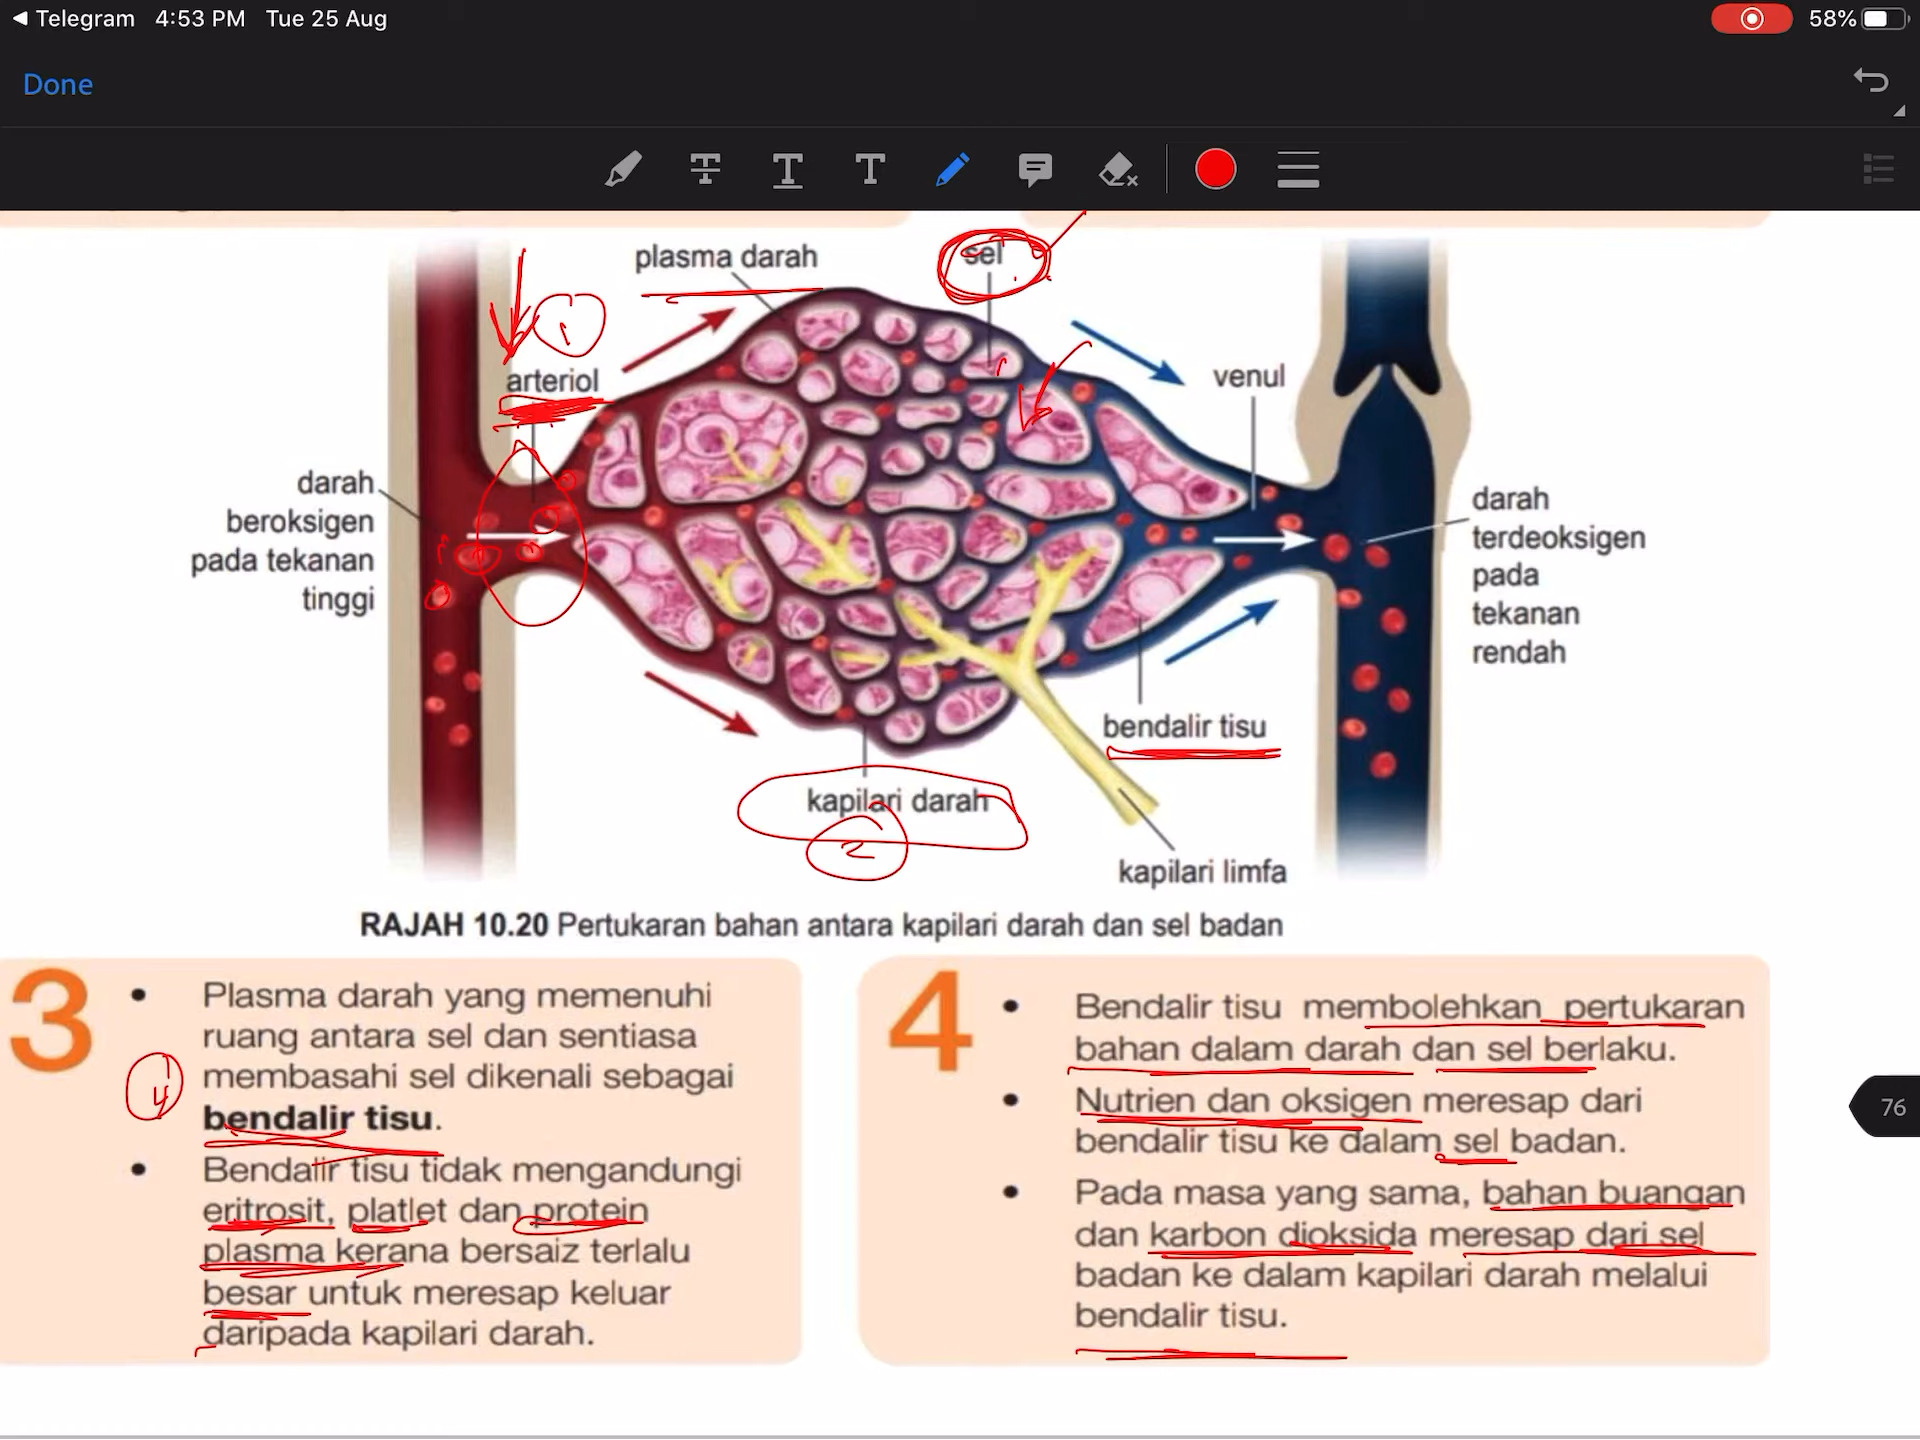 Telegram 4:53 PM Tue 25 Aug
58%
Done
plasma darah
sel
1
arteriol
venul
darah
beroksigen
pada tekanan
tinggi
darah
terdeoksigen
pada
tekanan
rendah
bendalir tisu
kapilari darah
2
kapilari limfa
RAJAH 10.20 Pertukaran bahan antara kapilari darah dan sel badan
3
• Plasma darah yang memenuhi
ruang antara sel dan sentiasa
membasahi sel dikenali sebagai
bendalir tisu.
4
• Bendalir tisu tidak mengandungi
eritrosit, platlet dan protein
plasma kerana bersaiz terlalu
besar untuk meresap keluar
daripada kapilari darah.
4
• Bendalir tisu membolehkan pertukaran
bahan dalam darah dan sel berlaku.
• Nutrien dan oksigen meresap dari
bendalir tisu ke dalam sel badan.
• Pada masa yang sama, bahan buangan
dan karbon dioksida meresap dari sel
badan ke dalam kapilari darah melalui
bendalir tisu.
76